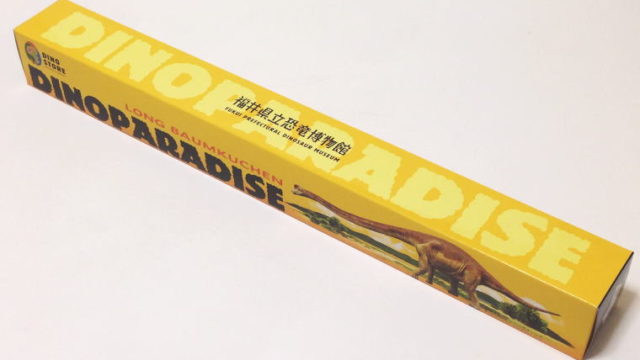 DINOPARADISE
福井県立恐竜博物館
FUKUI PREFECTURAL DINOSAUR MUSEUM
DINO
STORE
LONG BAUMKUCHEN
DINOPARADISE